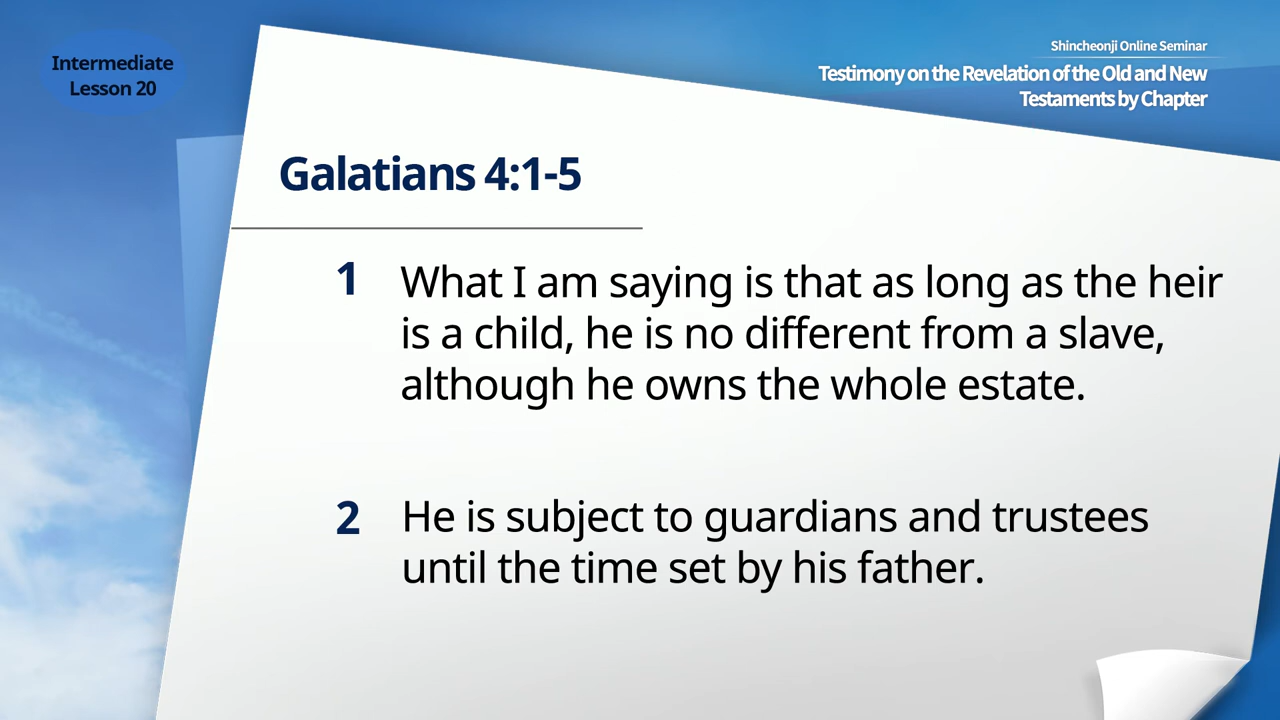 Intermediate
Lesson 20
Shincheonji Online Seminar
Testimony on the Revelation of the Old and New
Testaments by Chapter
Galatians 4:1-5
1 What I am saying is that as long as the heir
is a child, he is no different from a slave,
although he owns the whole estate.
2 He is subject to guardians and trustees
until the time set by his father.